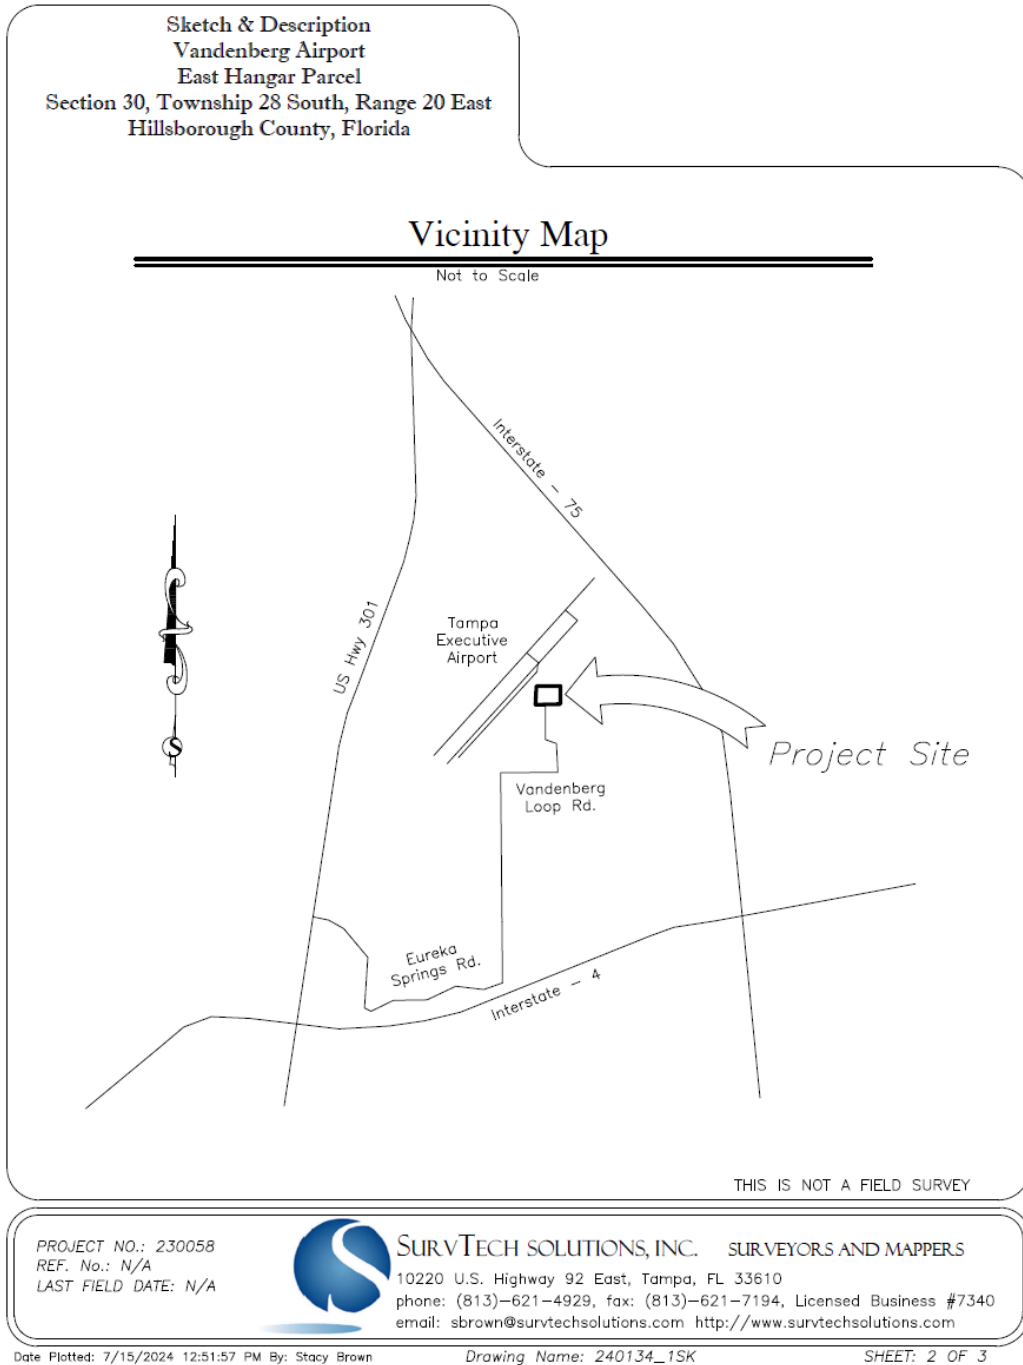 Sketch & Description
Vandenberg Airport
East Hangar Parcel
Section 30, Township 28 South, Range 20 East
Hillsborough County, Florida
Vicinity Map
Not to Scale
Interstate - 75
US Hwy 301
Tampa
Executive
Airport
Project Site
Vandenberg
Loop Rd.
Eureka
Springs Rd.
Interstate - 4
S
THIS IS NOT A FIELD SURVEY
PROJECT NO.: 230058
REF. No.: N/A
LAST FIELD DATE: N/A
SURVTECH SOLUTIONS, INC. SURVEYORS AND MAPPERS
10220 U.S. Highway 92 East, Tampa, FL 33610
phone: (813)-621-4929, fax: (813)-621-7194, Licensed Business #7340
email: sbrown@survtechsolutions.com http://www.survtechsolutions.com
Date Plotted: 7/15/2024 12:51:57 PM By: Stacy Brown
Drawing Name: 240134_1SK
SHEET: 2 OF 3